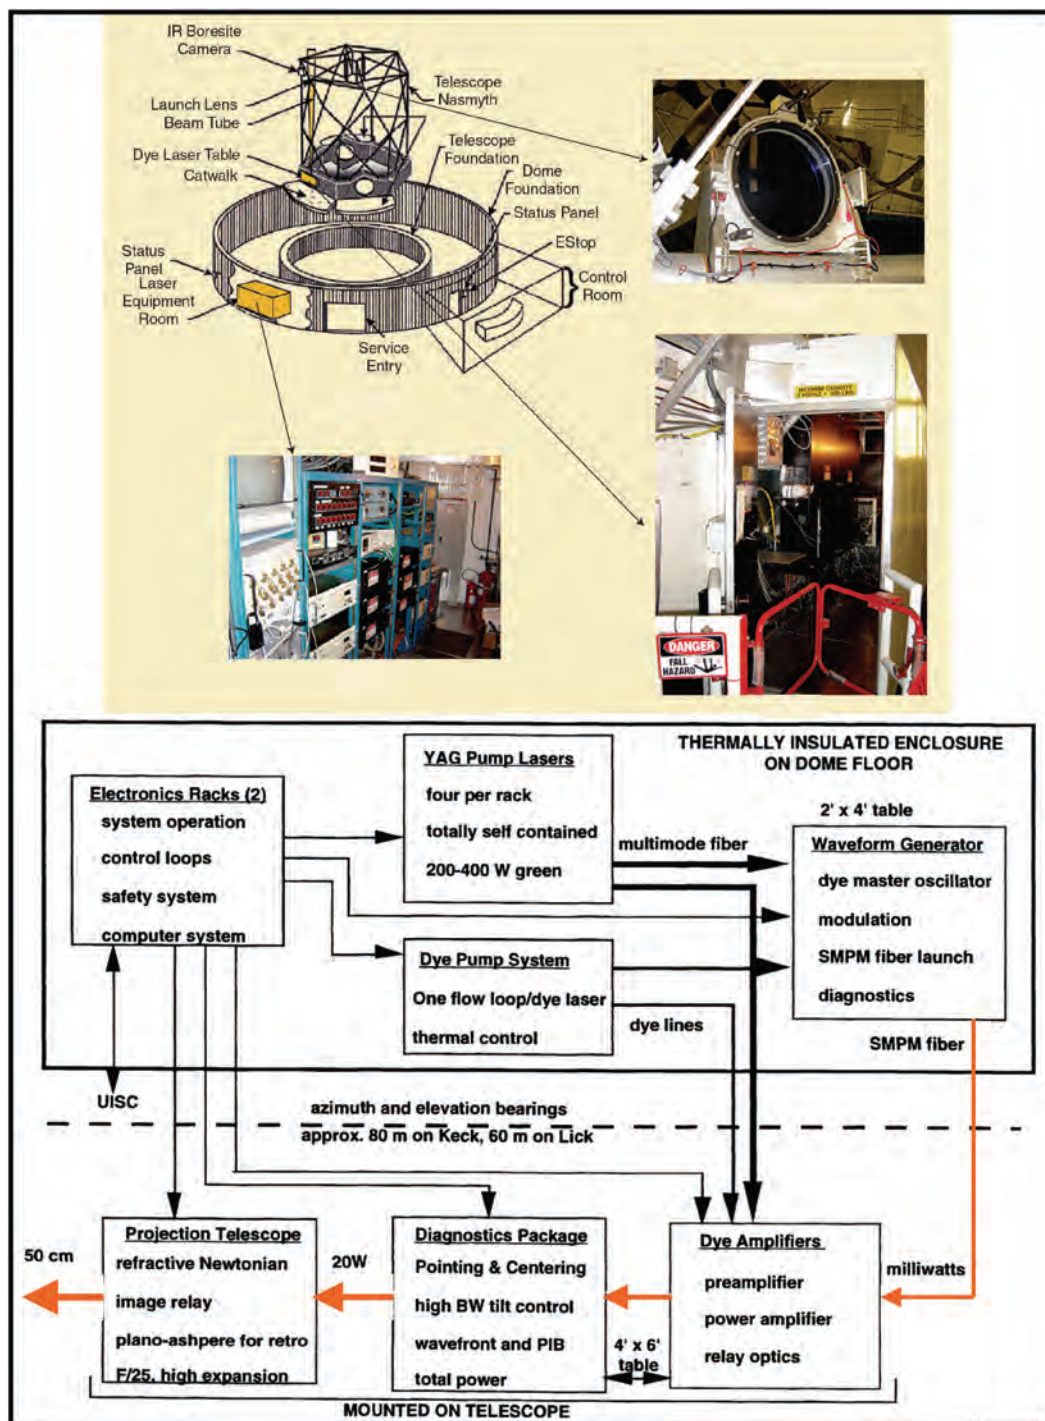 IR Boresite
Camera
Launch Lens
Beam Tube
Dye Laser Table
Catwalk
Status
Panel
Laser
Equipment
Room
Telescope
Nasmyth
Telescope
Foundation
Dome
Foundation
Status Panel
EStop
Control
Room
Service
Entry
DANGER
FALL
HAZARD
THERMALLY INSULATED ENCLOSURE
ON DOME FLOOR
Electronics Racks (2)
system operation
control loops
safety system
computer system
YAG Pump Lasers
four per rack
totally self contained
200-400 W green
multimode fiber
2' x 4' table
Waveform Generator
dye master oscillator
modulation
SMPM fiber launch
diagnostics
Dye Pump System
One flow loop/dye laser
thermal control
dye lines
SMPM fiber
UISC
azimuth and elevation bearings
approx. 80 m on Keck, 60 m on Lick
50 cm
Projection Telescope
refractive Newtonian
image relay
plano-ashpere for retro
F/25, high expansion
20W
Diagnostics Package
Pointing & Centering
high BW tilt control
wavefront and PIB
total power
4' x 6'
table
Dye Amplifiers
preamplifier
power amplifier
relay optics
milliwatts
MOUNTED ON TELESCOPE